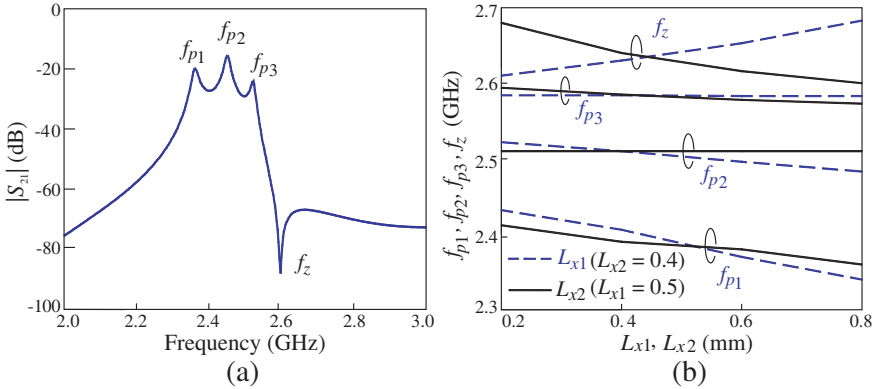 0
-20
-40
-60
-80
-100
|S21| (dB)
fp1
fp2
fp3
fz
2.0
2.2
2.4
2.6
2.8
3.0
Frequency (GHz)
(a)
2.7
2.6
2.5
2.4
2.3
fp1, fp2, fp3, fz (GHz)
fz
fp3
fp2
fp1
Lx1 (Lx2 = 0.4)
Lx2 (Lx1 = 0.5)
0.2
0.4
0.6
0.8
Lx1, Lx2 (mm)
(b)